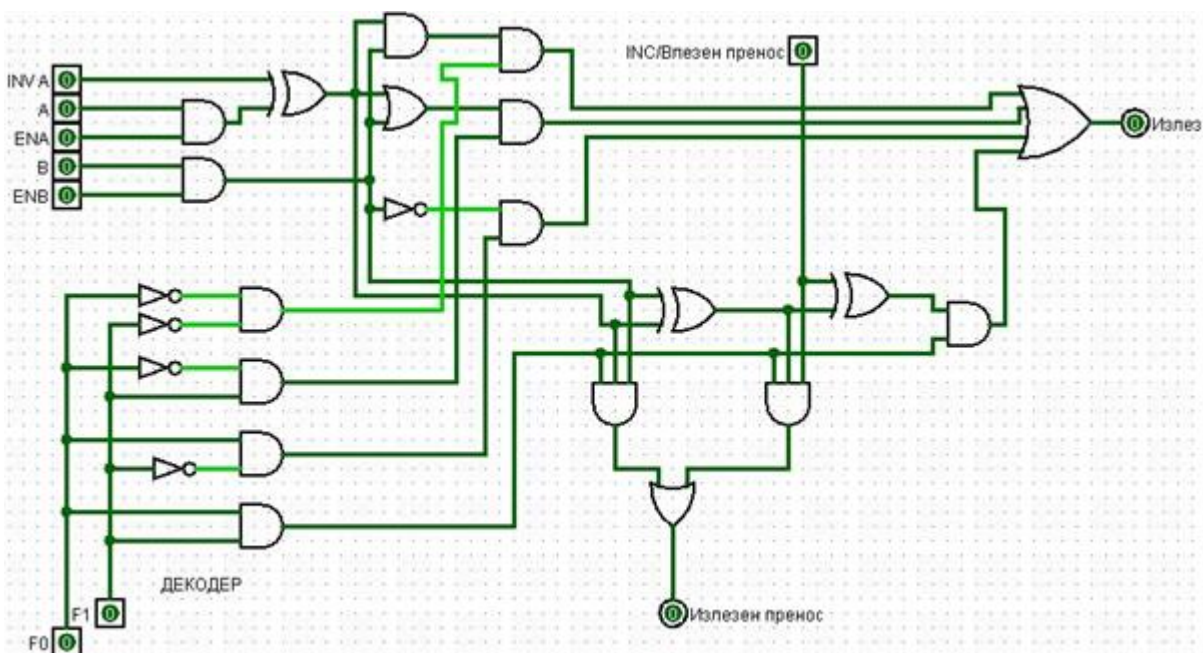 INC/Влезен пренос
INV A
A
ENA
B
ENB
0
0
0
0
0
0
0
Излез
ДЕКОДЕР
F1
0
F0
0
0
Излезен пренос